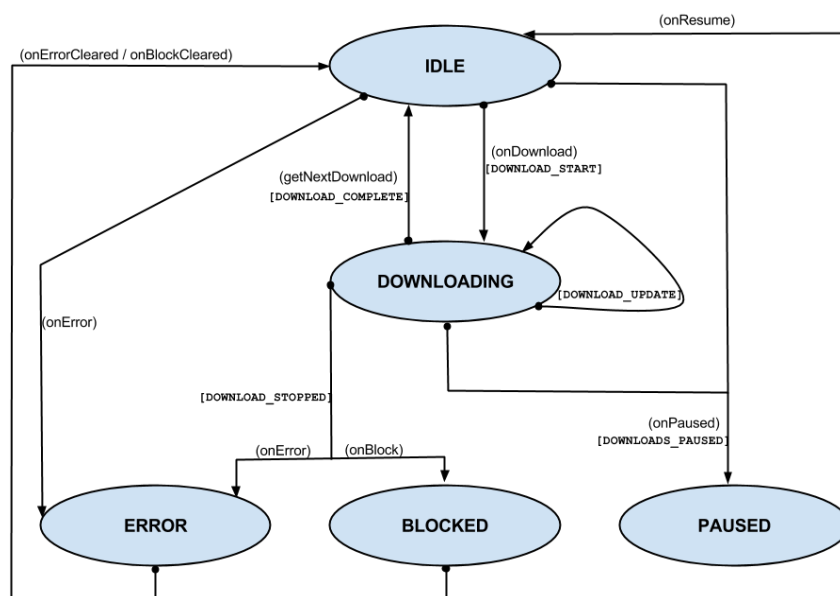 (onResume)
(onErrorCleared / onBlockCleared)
IDLE
(onDownload)
[DOWNLOAD_START]
(getNextDownload)
[DOWNLOAD_COMPLETE]
DOWNLOADING
[DOWNLOAD_UPDATE]
(onError)
[DOWNLOAD_STOPPED]
(onPaused)
[DOWNLOADS_PAUSED]
(onError)
(onBlock)
ERROR
BLOCKED
PAUSED